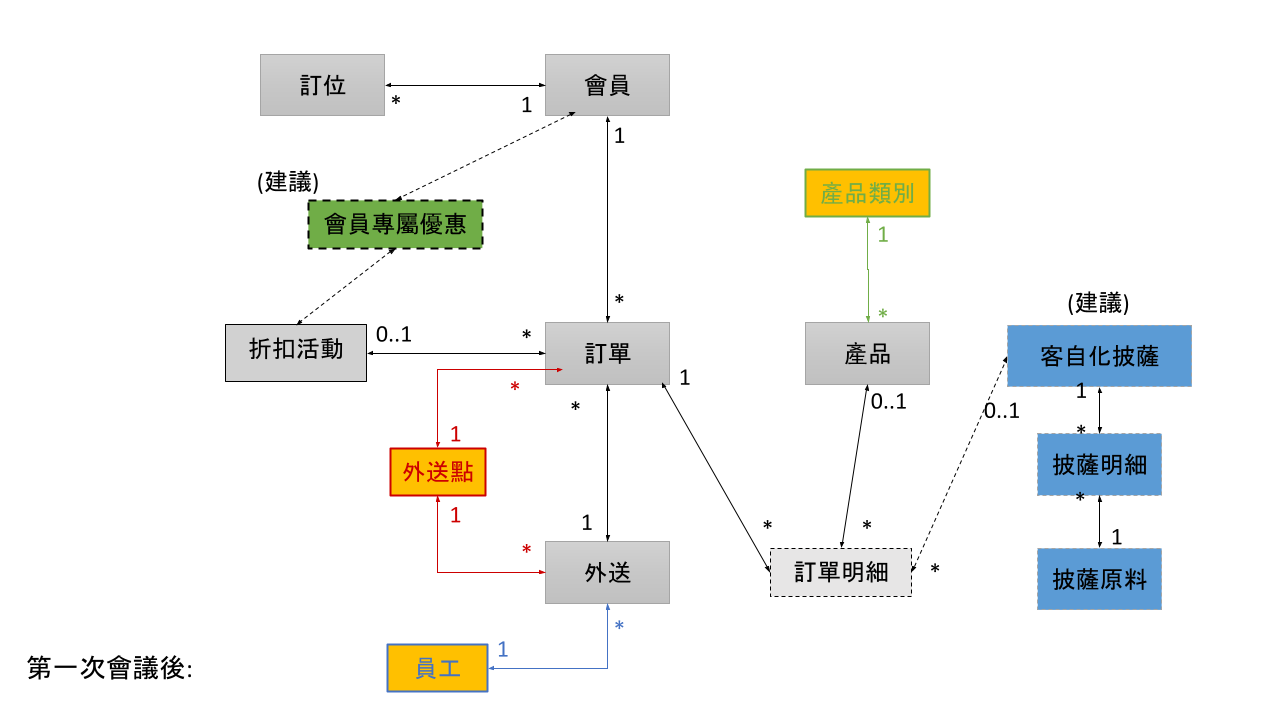 訂位
會員
*
1
1
(建議)
會員專屬優惠
產品類別
1
*
*
(建議)
折扣活動
0..1
*
訂單
產品
客自化披薩
*
*
1
0..1
1
0..1
1
*
外送點
披薩明細
*
1
1
*
*
1
*
外送
訂單明細
*
披薩原料
*
員工
1
第一次會議後: